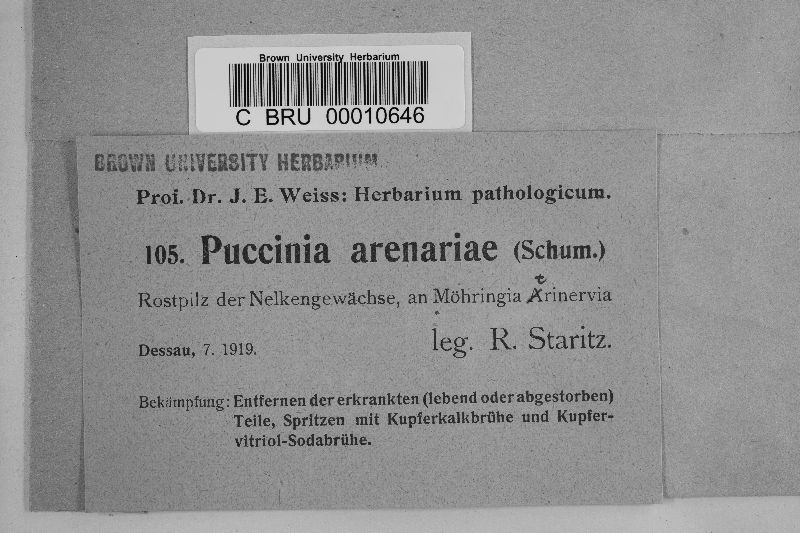 Brown University Herbarium
C BRU 00010646
BROWN UNIVERSITY HERBARIUM
Prof. Dr. J. E. Weiss: Herbarium pathologicum.
105. Puccinia arenariae (Schum.)
Rostpilz der Nelkengewächse, an Möhringia Arinervia
t
Dessau, 7. 1919. leg. R. Staritz.
Bekämpfung: Entfernen der erkrankten (lebend oder abgestorben)
Teile, Spritzen mit Kupferkalkbrühe und Kupfer-
vitriol-Sodabrühe.